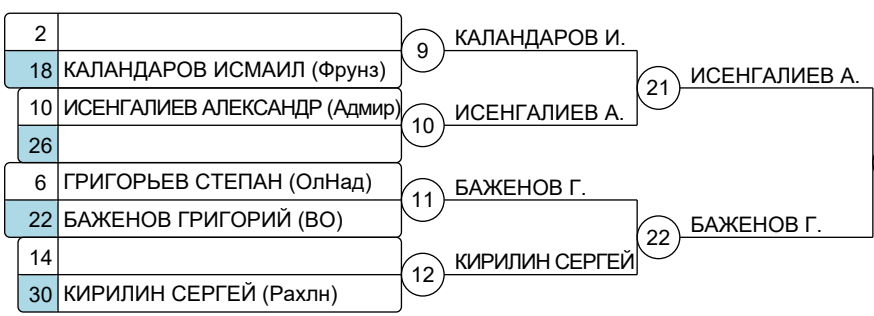 2
18 КАЛАНДАРОВ ИСМАИЛ (Фрунз)
9 КАЛАНДАРОВ И.
10 ИСЕНГАЛИЕВ АЛЕКСАНДР (Адмир)
26
10 ИСЕНГАЛИЕВ А.
21 ИСЕНГАЛИЕВ А.
6 ГРИГОРЬЕВ СТЕПАН (ОлНад)
22 БАЖЕНОВ ГРИГОРИЙ (ВО)
11 БАЖЕНОВ Г.
14
30 КИРИЛИН СЕРГЕЙ (Рахлн)
12 КИРИЛИН СЕРГЕЙ
22 БАЖЕНОВ Г.